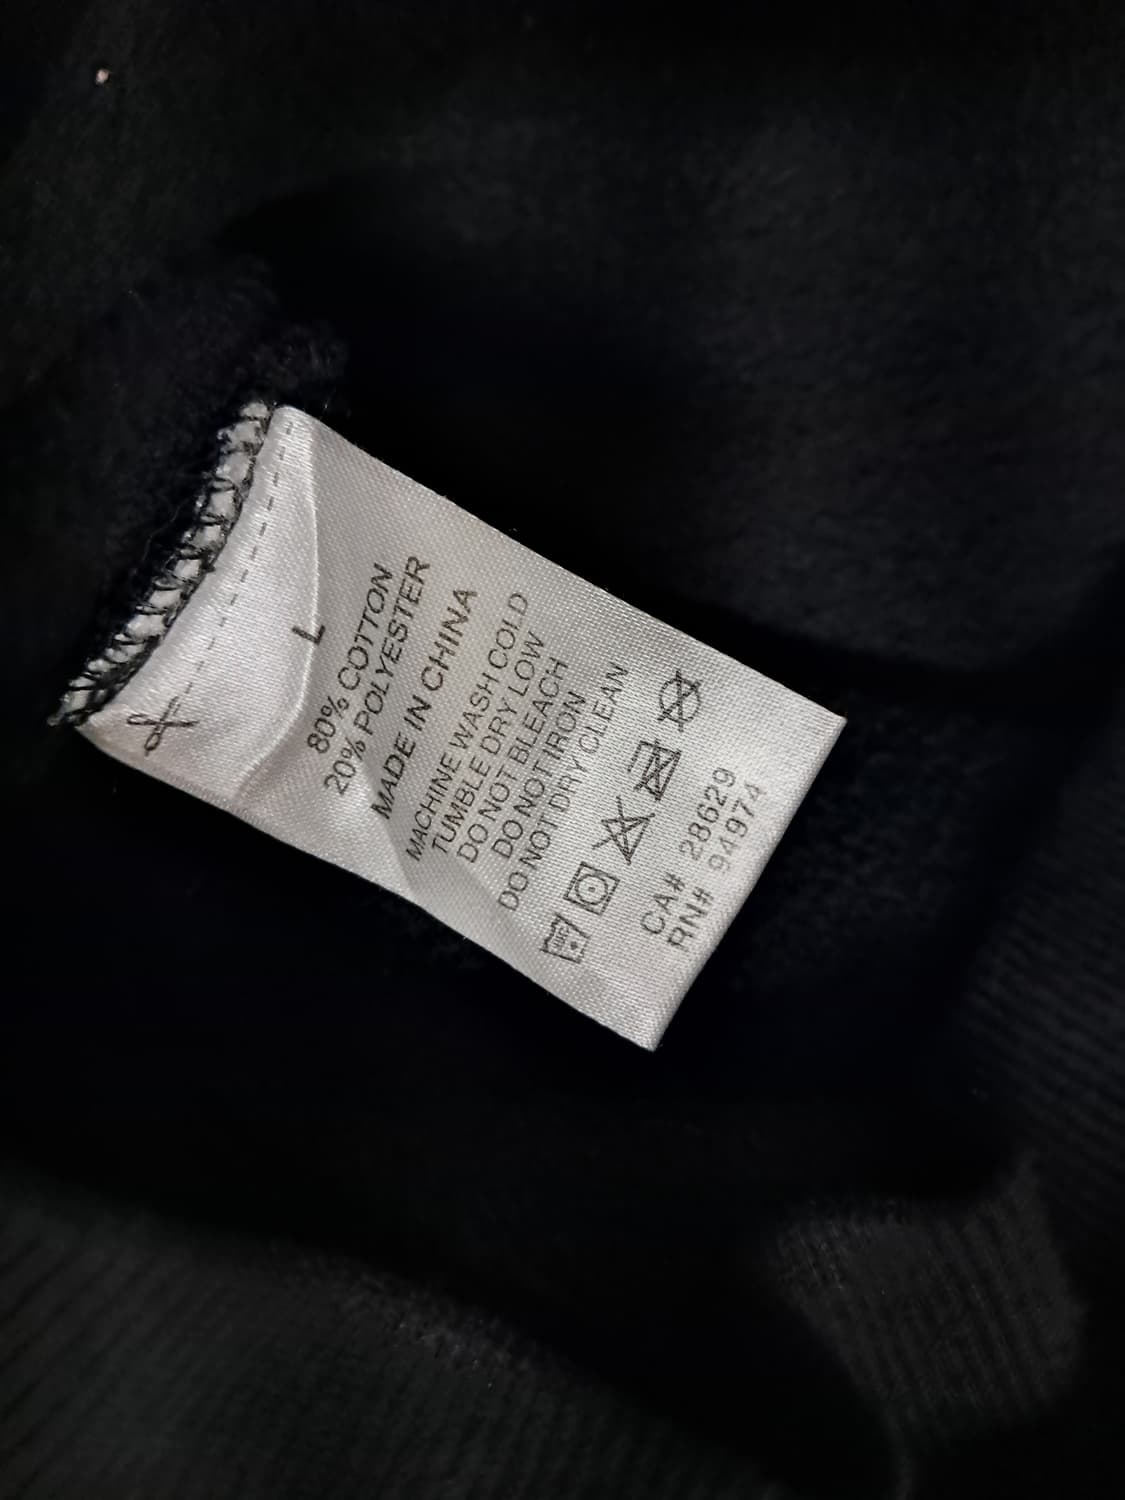 L
80% COTTON
20% POLYESTER
MADE IN CHINA
MACHINE WASH COLD
TUMBLE DRY LOW
DO NOT BLEACH
DO NOT IRON
DO NOT DRY CLEAN
CA# 28629
RN# 94974